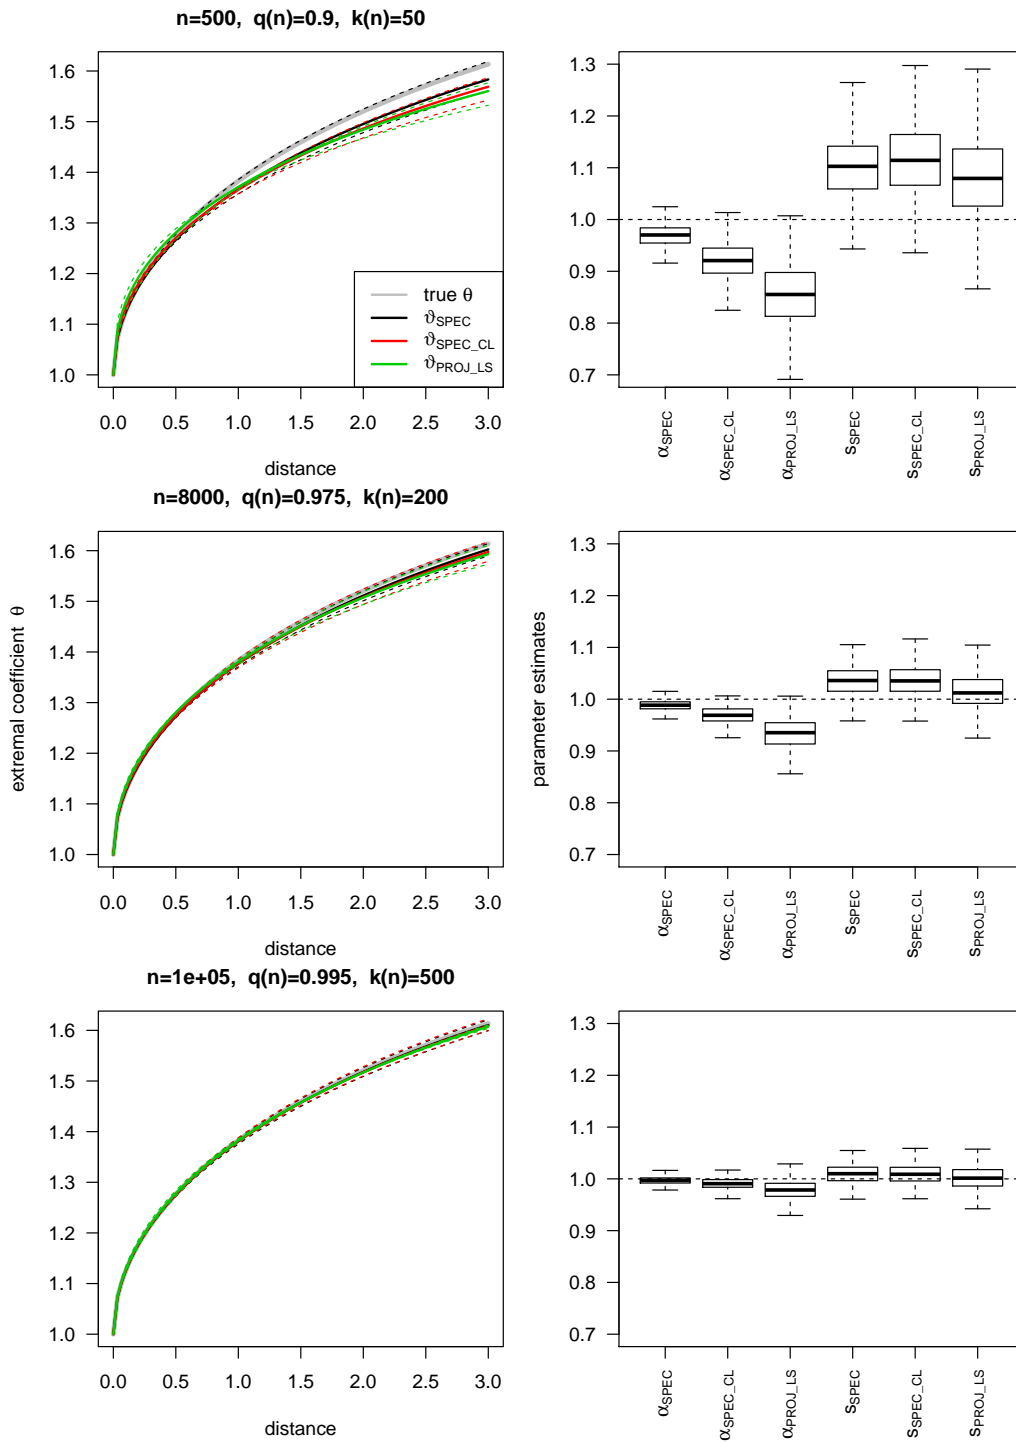 n=500, q(n)=0.9, k(n)=50
1.6
1.5
1.4
1.3
1.2
1.1
1.0
true θ
ϑSPEC
ϑSPEC_CL
ϑPROJ_LS
0.0 0.5 1.0 1.5 2.0 2.5 3.0
distance
1.3
1.2
1.1
1.0
0.9
0.8
0.7
αSPEC
αSPEC_CL
αPROJ_LS
sSPEC
sSPEC_CL
sPROJ_LS
n=8000, q(n)=0.975, k(n)=200
extremal coefficient θ
1.6
1.5
1.4
1.3
1.2
1.1
1.0
0.0 0.5 1.0 1.5 2.0 2.5 3.0
distance
parameter estimates
1.3
1.2
1.1
1.0
0.9
0.8
0.7
αSPEC
αSPEC_CL
αPROJ_LS
sSPEC
sSPEC_CL
sPROJ_LS
n=1e+05, q(n)=0.995, k(n)=500
1.6
1.5
1.4
1.3
1.2
1.1
1.0
0.0 0.5 1.0 1.5 2.0 2.5 3.0
distance
1.3
1.2
1.1
1.0
0.9
0.8
0.7
αSPEC
αSPEC_CL
αPROJ_LS
sSPEC
sSPEC_CL
sPROJ_LS